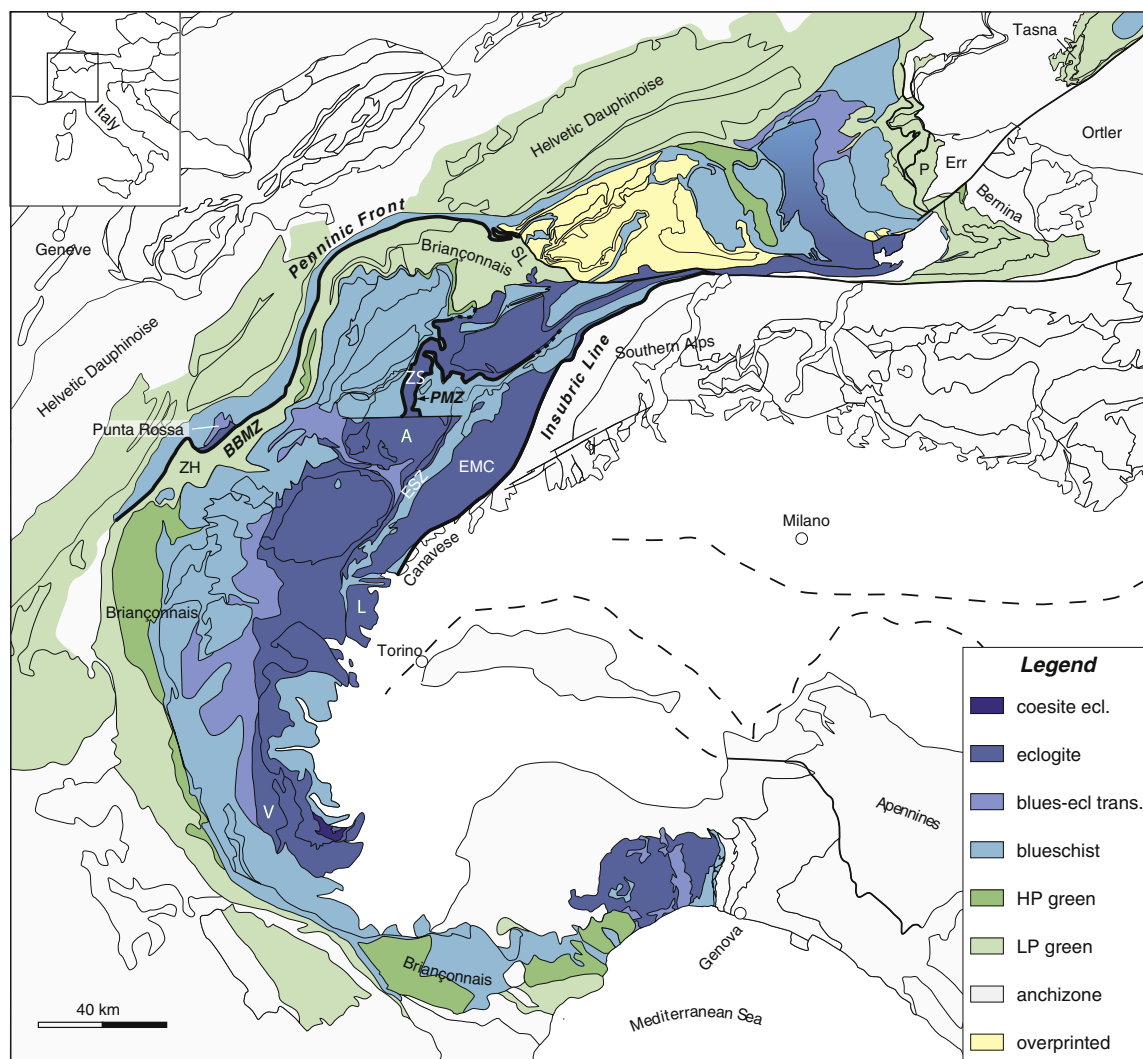 Tasna
Italy
Helvetic Dauphinoise
Ortler
Err
P
Bernina
Genève
Penninic Front
Briançonnais
SL
Helvetic Dauphinoise
Southern Alps
Insubric Line
ZS
PMZ
Punta Rossa
BBMZ
A
ZH
EMC
ESZ
Milano
Canavese
Briançonnais
L
Torino
V
Apennines
Genova
Briançonnais
Mediterranean Sea
40 km
Legend
coesite ecl.
eclogite
blues-ecl trans.
blueschist
HP green
LP green
anchizone
overprinted